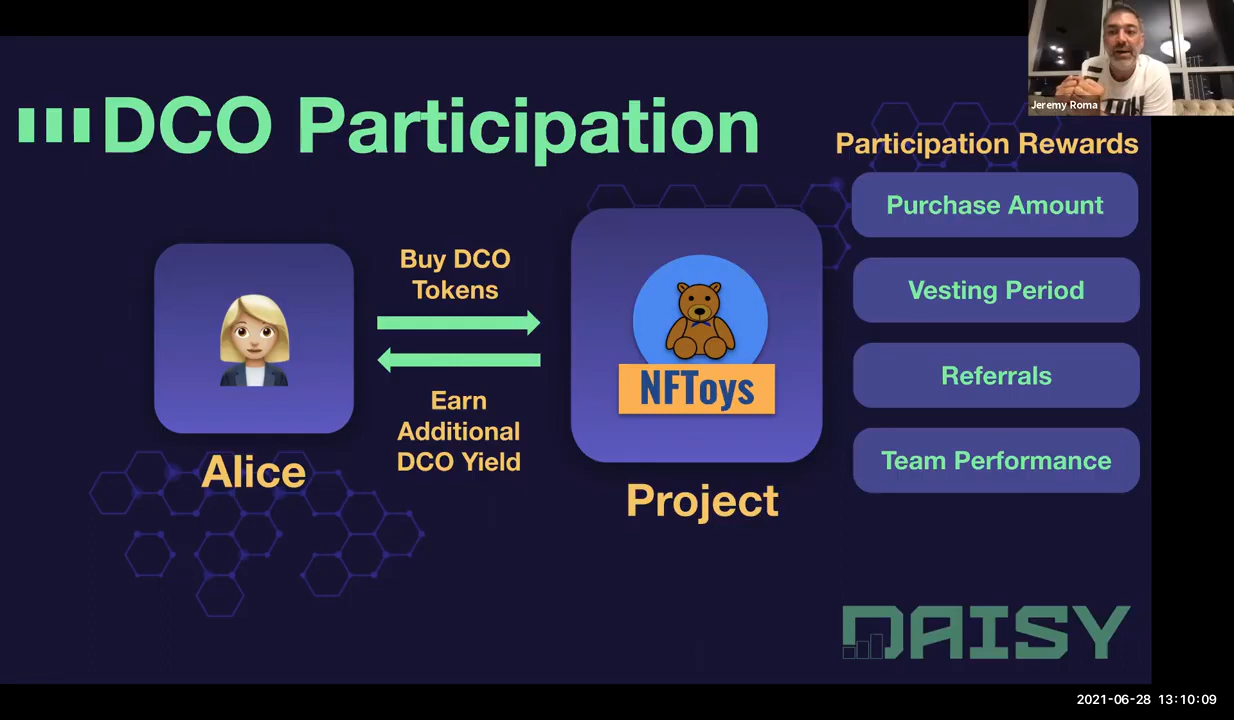 Jeremy Roma
DCO Participation
Participation Rewards
Purchase Amount
Vesting Period
Referrals
Team Performance
Buy DCO
Tokens
Earn
Additional
DCO Yield
NFToys
Alice
Project
DAISY
2021-06-28 13:10:09